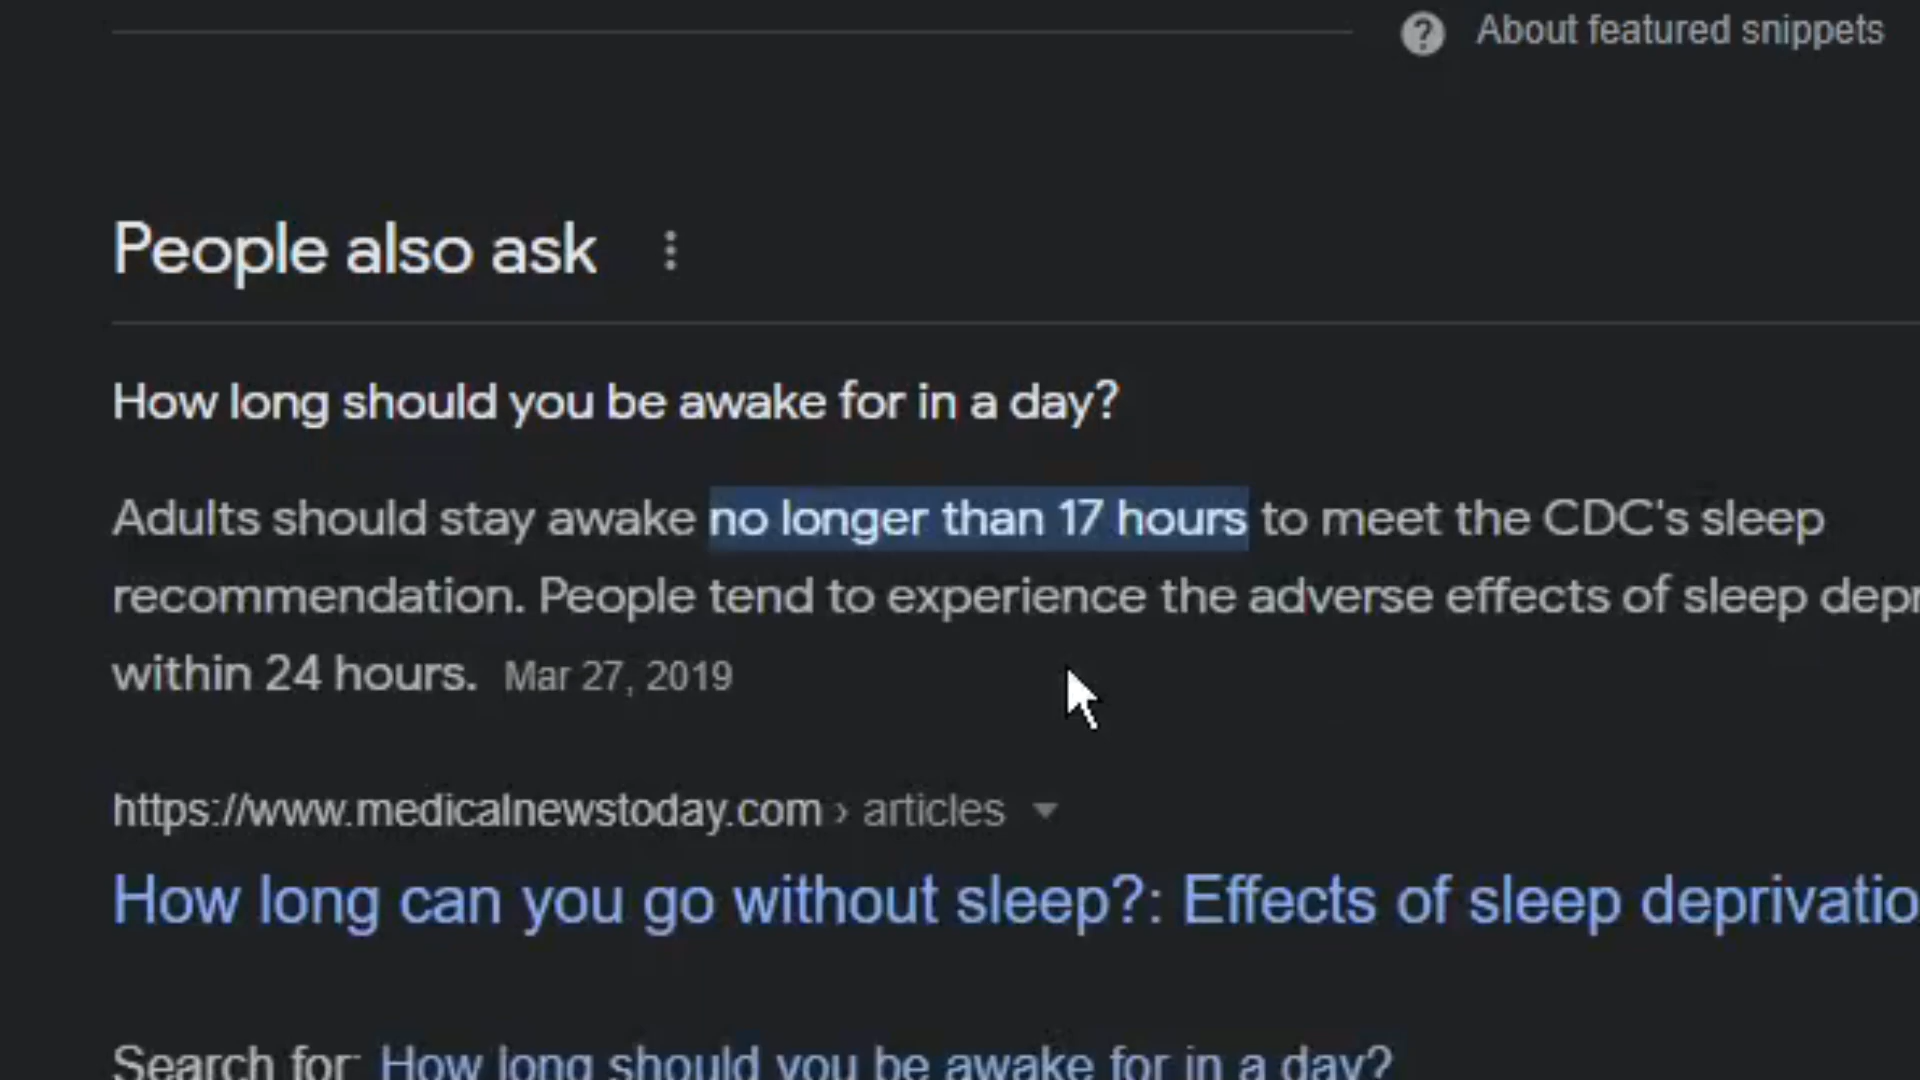 About featured snippets
People also ask
How long should you be awake for in a day?
Adults should stay awake no longer than 17 hours to meet the CDC's sleep
recommendation. People tend to experience the adverse effects of sleep
within 24 hours. Mar 27, 2019
https://www.medicalnewstoday.com › articles
How long can you go without sleep?: Effects of sleep
Search for: How long should you be awake for in a day?